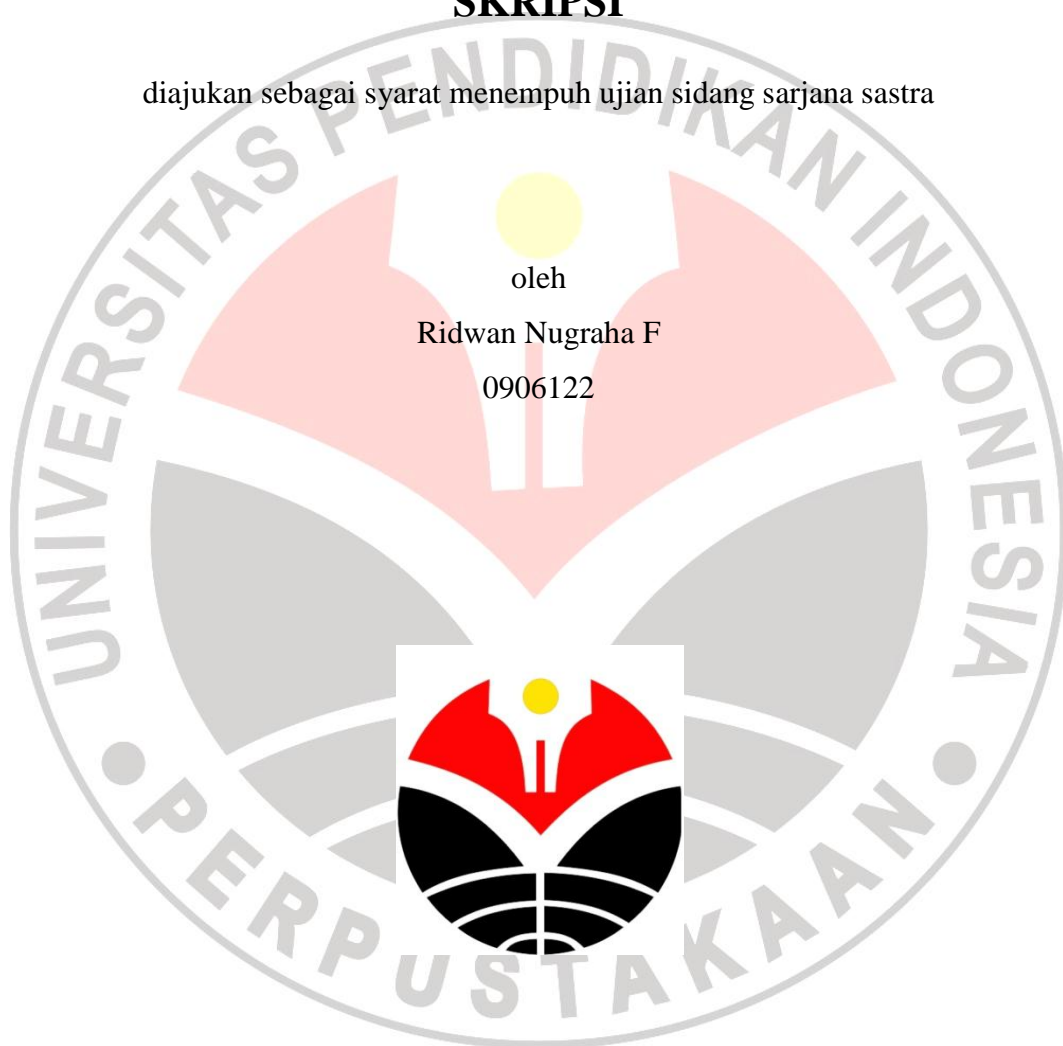 SKRIPSI
diajukan sebagai syarat menempuh ujian sidang sarjana sastra
oleh
Ridwan Nugraha F
0906122
UNIVERSITAS PENDIDIKAN INDONESIA
PERPUSTAKAAN